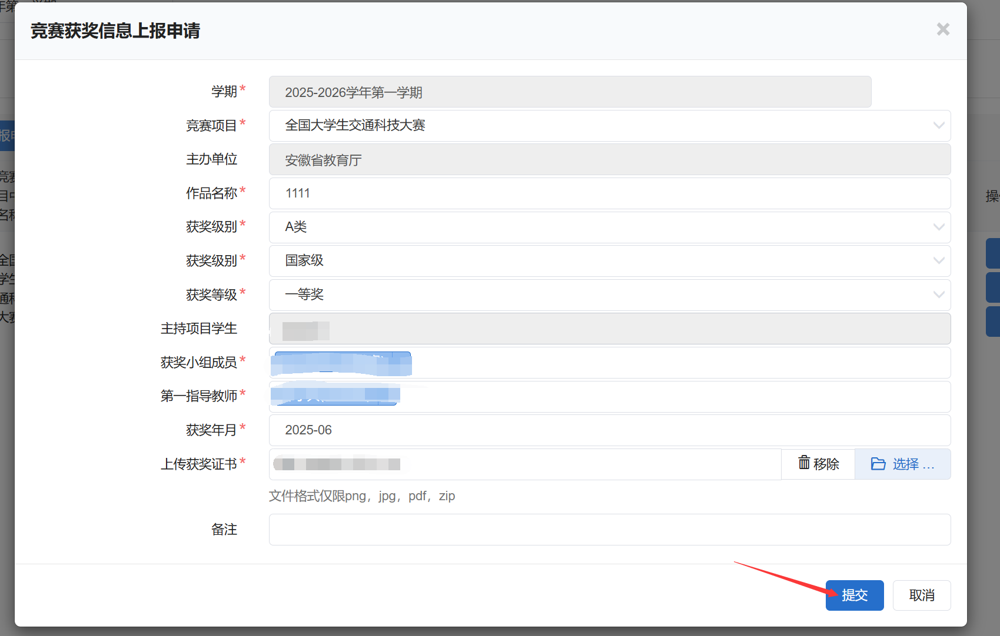 竞赛获奖信息上报申请
学期*
2025-2026学年第一学期
竞赛项目*
全国大学生交通科技大赛
主办单位
安徽省教育厅
作品名称*
1111
获奖级别*
A类
获奖级别*
国家级
获奖等级*
一等奖
主持项目学生
获奖小组成员*
第一指导教师*
获奖年月*
2025-06
上传获奖证书*
移除
选择 …
文件格式仅限png，jpg，pdf，zip
备注
提交
取消